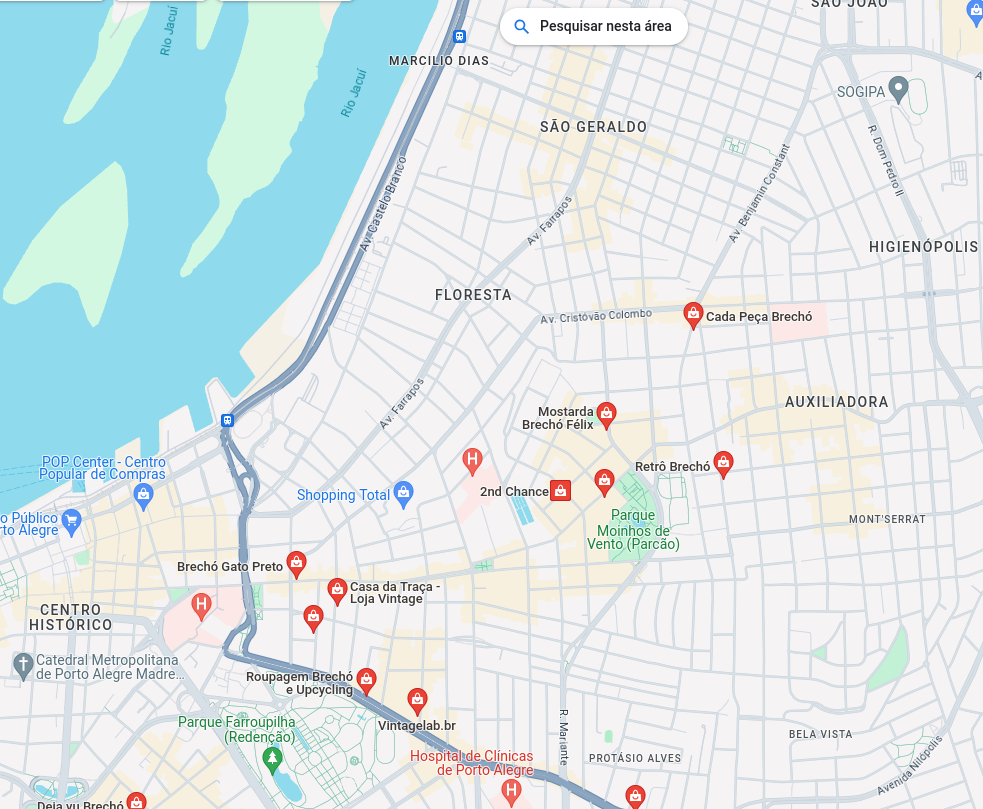 SÃO JOÃO
Pesquisar nesta área
Rio Jacuí
MARCILIO DIAS
Rio Jacuí
SOGIPA
SÃO GERALDO
R. Dom Pedro II
Av. Benjamin Constant
Av. Castelo Branco
Av. Farrapos
HIGIENÓPOLIS
FLORESTA
Av. Cristóvão Colombo
Cada Peça Brechó
Av. Farrapos
AUXILIADORA
Mostarda
Brechó Félix
POP Center - Centro
Popular de Compras
Retrô Brechó
Shopping Total
2nd Chance
o Público
rto Alegre
Parque
Moinhos de
Vento (Parcão)
MONT'SERRAT
Brechó Gato Preto
Casa da Traça -
Loja Vintage
CENTRO
HISTÓRICO
Catedral Metropolitana
de Porto Alegre Madre...
Roupagem Brechó
e Upcycling
Parque Farroupilha
(Redenção)
Vintagelab.br
R. Mariante
BELA VISTA
Hospital de Clínicas
de Porto Alegre
PROTÁSIO ALVES
Avenida Nilópolis
Deja vu Brechó